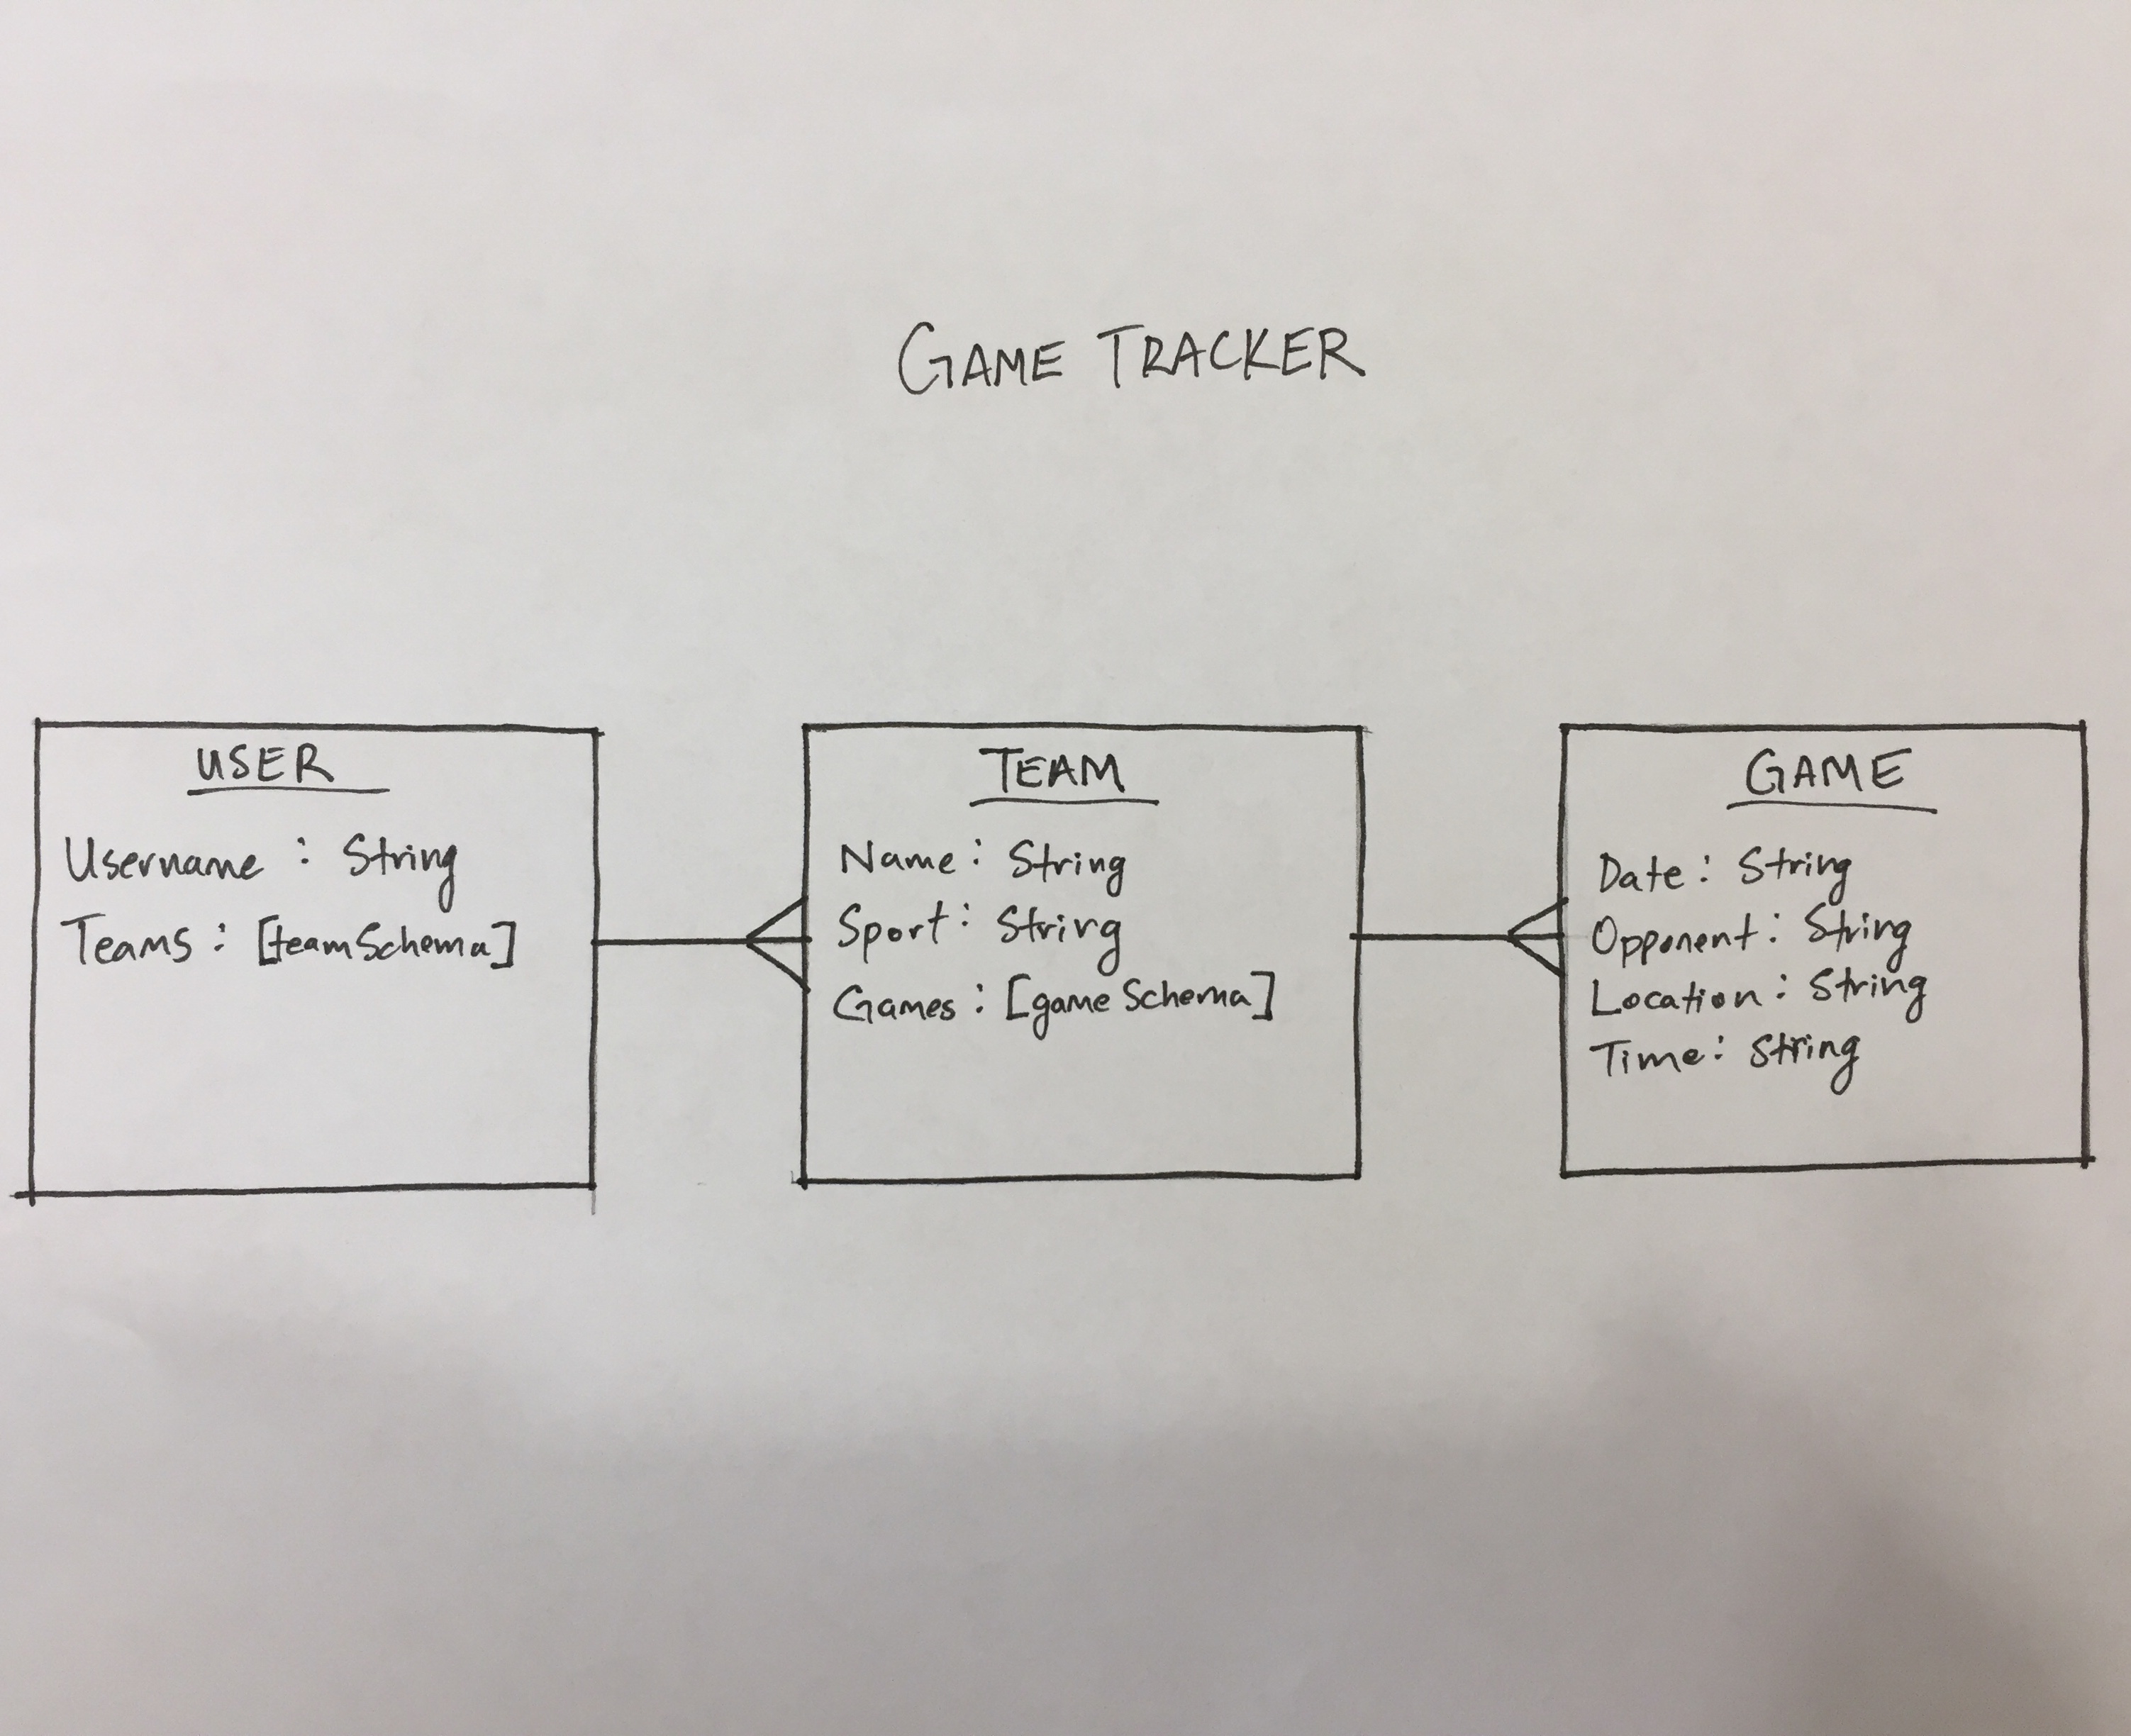 GAME TRACKER
USER
Username : String
Teams : [teamSchema]
TEAM
Name : String
Sport : String
Games : [gameSchema]
GAME
Date : String
Opponent : String
Location : String
Time : String